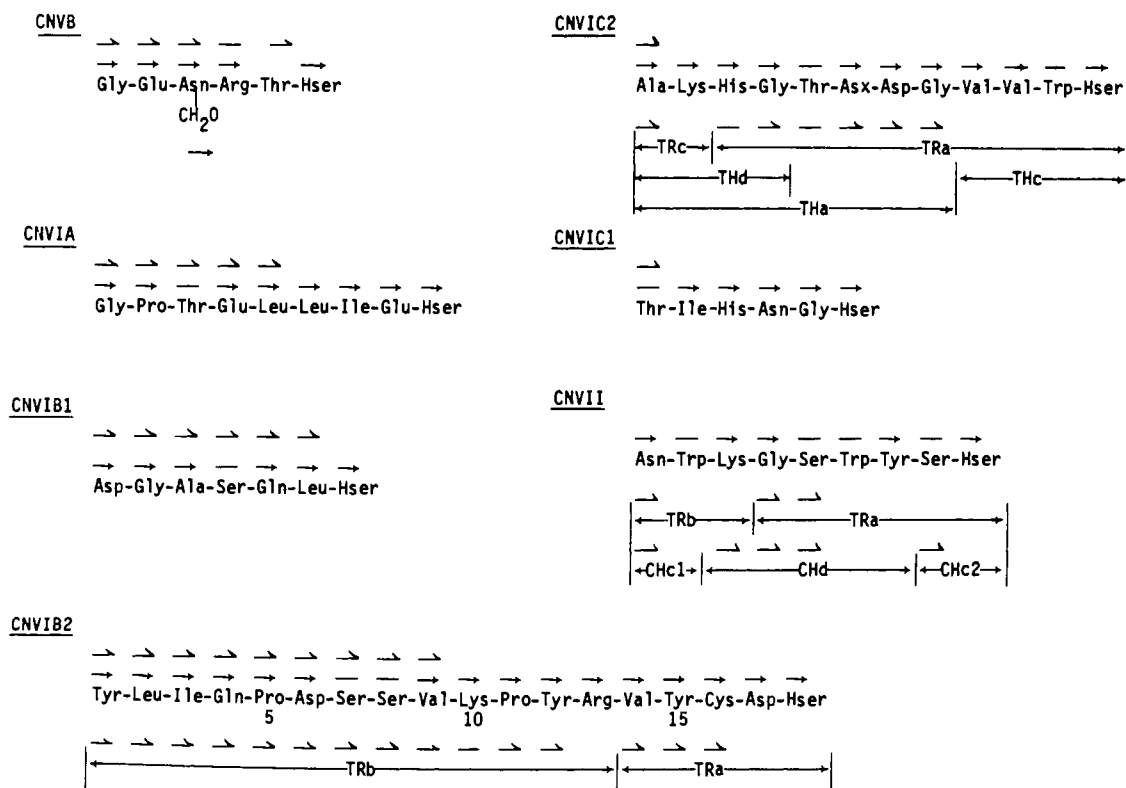 CNVB
Gly-Glu-Asn-Arg-Thr-Hser
CH2O
CNVIA
Gly-Pro-Thr-Glu-Leu-Leu-Ile-Glu-Hser
CNVIB1
Asp-Gly-Ala-Ser-Gln-Leu-Hser
CNVIC2
Ala-Lys-His-Gly-Thr-Asx-Asp-Gly-Val-Val-Trp-Hser
TRc TRa
THd THc
THa
CNVIC1
Thr-Ile-His-Asn-Gly-Hser
CNVII
Asn-Trp-Lys-Gly-Ser-Trp-Tyr-Ser-Hser
TRb TRa
CHc1 CHd CHc2
CNVIB2
Tyr-Leu-Ile-Gln-Pro-Asp-Ser-Ser-Val-Lys-Pro-Tyr-Arg-Val-Tyr-Cys-Asp-Hser
5 10 15
TRb TRa